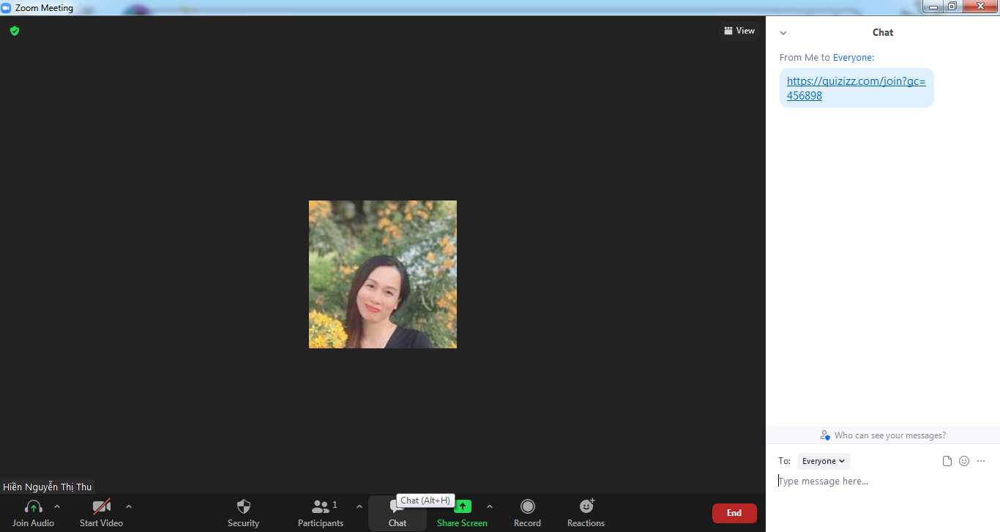 Zoom Meeting
View
Hiền Nguyễn Thị Thu
Join Audio
Start Video
Security
Participants
1
Chat (Alt+H)
Chat
Share Screen
Record
Reactions
End
Chat
From Me to Everyone:
https://quizizz.com/join?gc=
456898
Who can see your messages?
To: Everyone
Type message here...